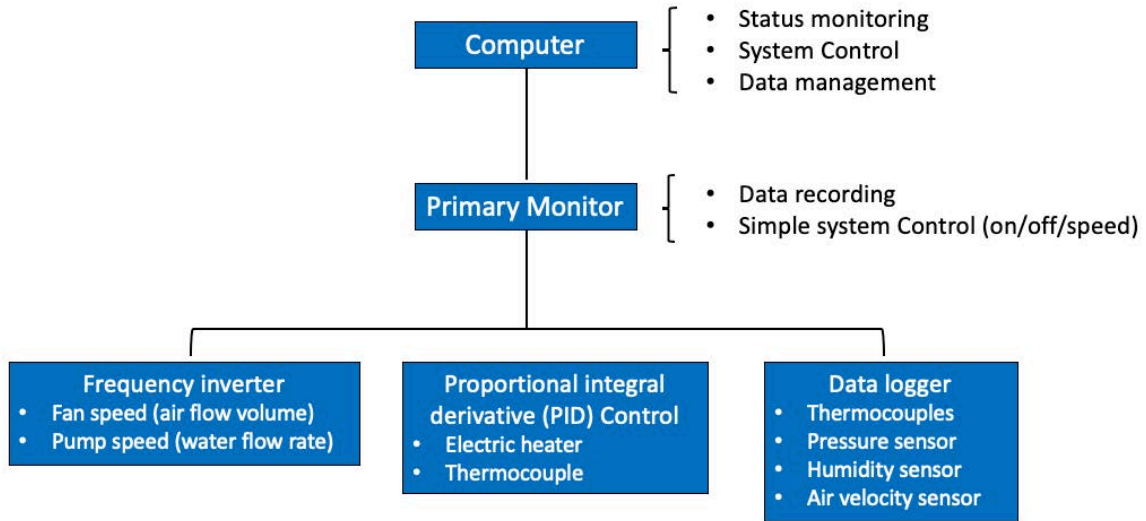 Computer
• Status monitoring
• System Control
• Data management
Primary Monitor
• Data recording
• Simple system Control (on/off/speed)
Frequency inverter
• Fan speed (air flow volume)
• Pump speed (water flow rate)
Proportional integral
derivative (PID) Control
• Electric heater
• Thermocouple
Data logger
• Thermocouples
• Pressure sensor
• Humidity sensor
• Air velocity sensor